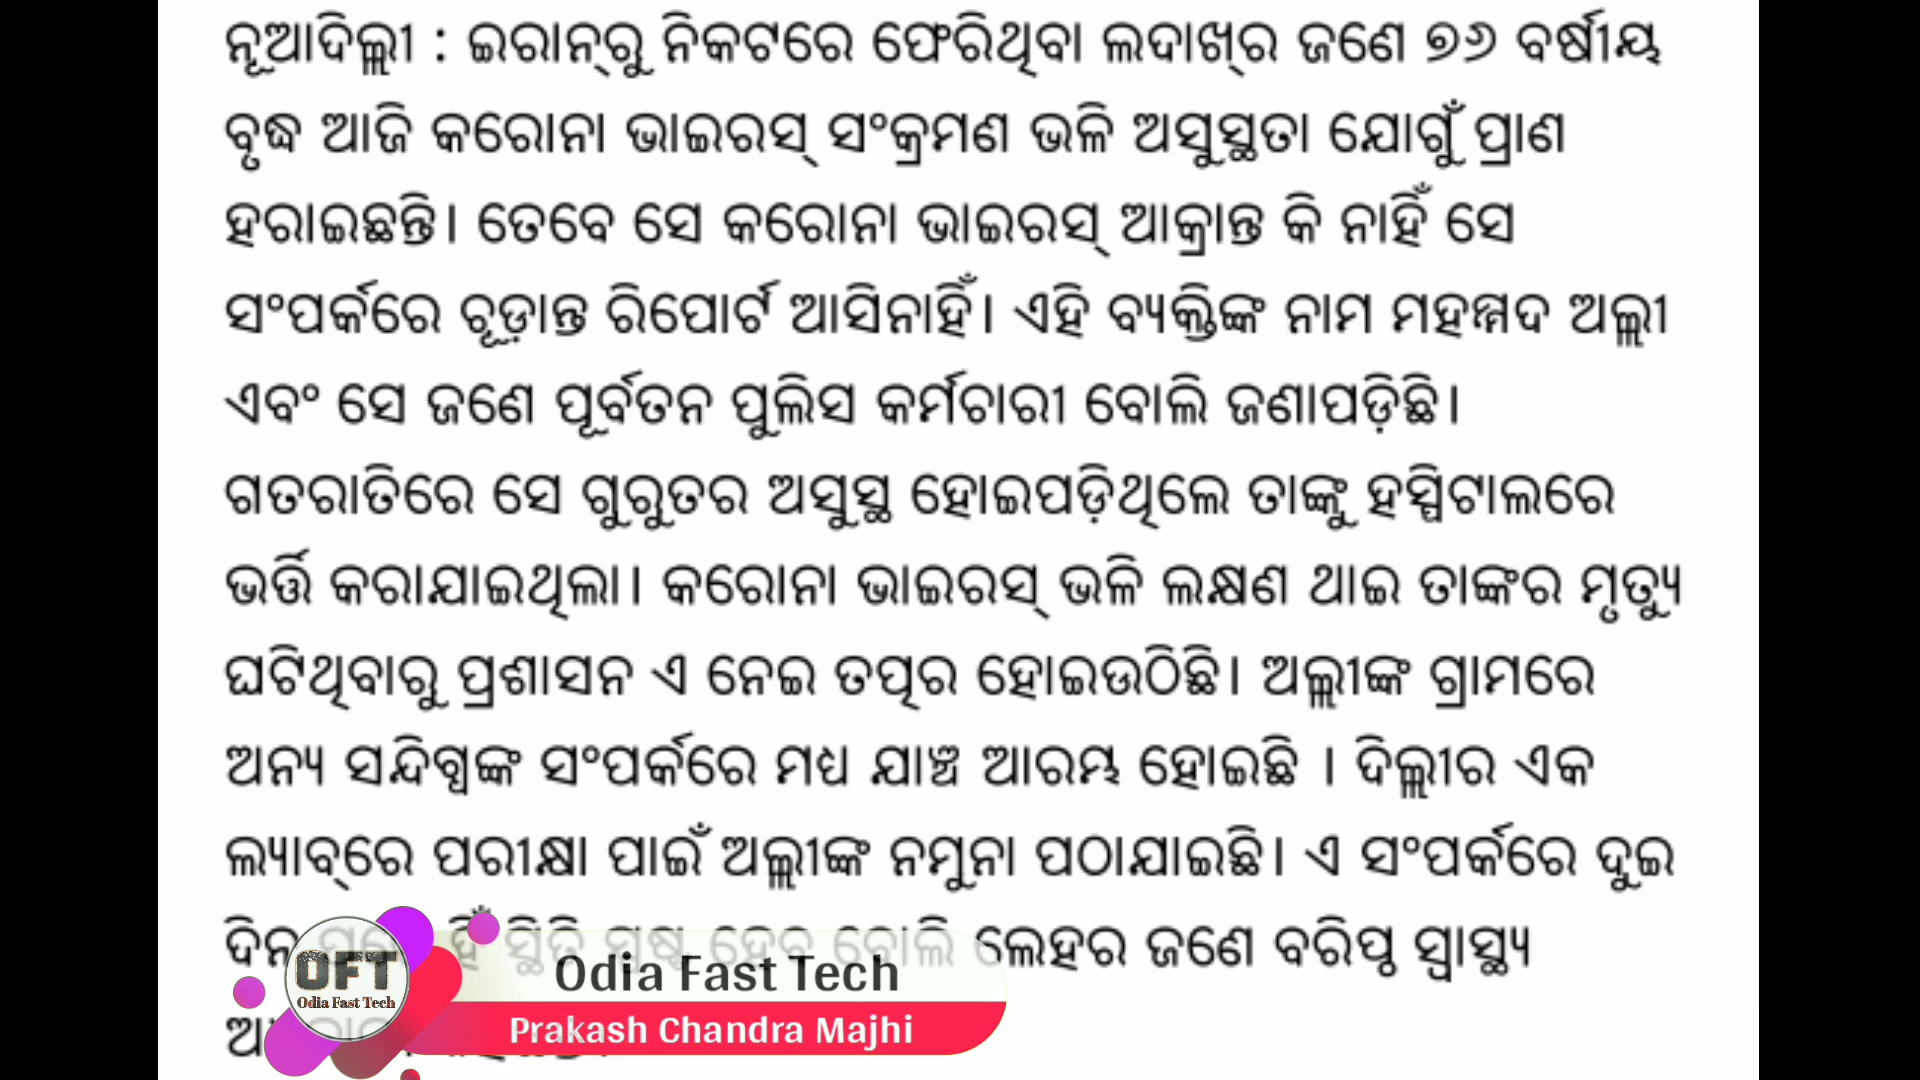 ନୂଆଦିଲ୍ଲୀ : ଇରାନ୍‌ରୁ ନିକଟରେ ଫେରିଥିବା ଲଦାଖ୍‌ର ଜଣେ ୭୬ ବର୍ଷୀୟ
ବୃଦ୍ଧ ଆଜି କରୋନା ଭାଇରସ୍ ସଂକ୍ରମଣ ଭଳି ଅସୁସ୍ଥତା ଯୋଗୁଁ ପ୍ରାଣ
ହରାଇଛନ୍ତି। ତେବେ ସେ କରୋନା ଭାଇରସ୍ ଆକ୍ରାନ୍ତ କି ନାହିଁ ସେ
ସଂପର୍କରେ ଚୂଡ଼ାନ୍ତ ରିପୋର୍ଟ ଆସିନାହିଁ। ଏହି ବ୍ୟକ୍ତିଙ୍କ ନାମ ମହମ୍ମଦ ଅଲ୍ଲୀ
ଏବଂ ସେ ଜଣେ ପୂର୍ବତନ ପୁଲିସ କର୍ମଚାରୀ ବୋଲି ଜଣାପଡ଼ିଛି।
ଗତରାତିରେ ସେ ଗୁରୁତର ଅସୁସ୍ଥ ହୋଇପଡ଼ିଥିଲେ ତାଙ୍କୁ ହସ୍ପିଟାଲରେ
ଭର୍ତ୍ତି କରାଯାଇଥିଲା। କରୋନା ଭାଇରସ୍ ଭଳି ଲକ୍ଷଣ ଥାଇ ତାଙ୍କର ମୃତ୍ୟୁ
ଘଟିଥିବାରୁ ପ୍ରଶାସନ ଏ ନେଇ ତତ୍ପର ହୋଇଉଠିଛି। ଅଲ୍ଲୀଙ୍କ ଗ୍ରାମରେ
ଅନ୍ୟ ସନ୍ଦିଗ୍ଧଙ୍କ ସଂପର୍କରେ ମଧ୍ୟ ଯାଞ୍ଚ ଆରମ୍ଭ ହୋଇଛି । ଦିଲ୍ଲୀର ଏକ
ଲ୍ୟାବ୍‌ରେ ପରୀକ୍ଷା ପାଇଁ ଅଲ୍ଲୀଙ୍କ ନମୁନା ପଠାଯାଇଛି। ଏ ସଂପର୍କରେ ଦୁଇ
ଦିନ ସ୍ଥିତି ସ୍ପଷ୍ଟ ହେବ ବୋଲି ଲେହର ଜଣେ ବରିଷ୍ଠ ସ୍ୱାସ୍ଥ୍ୟ
OFT
Odia Fast Tech
Odia Fast Tech
Prakash Chandra Majhi